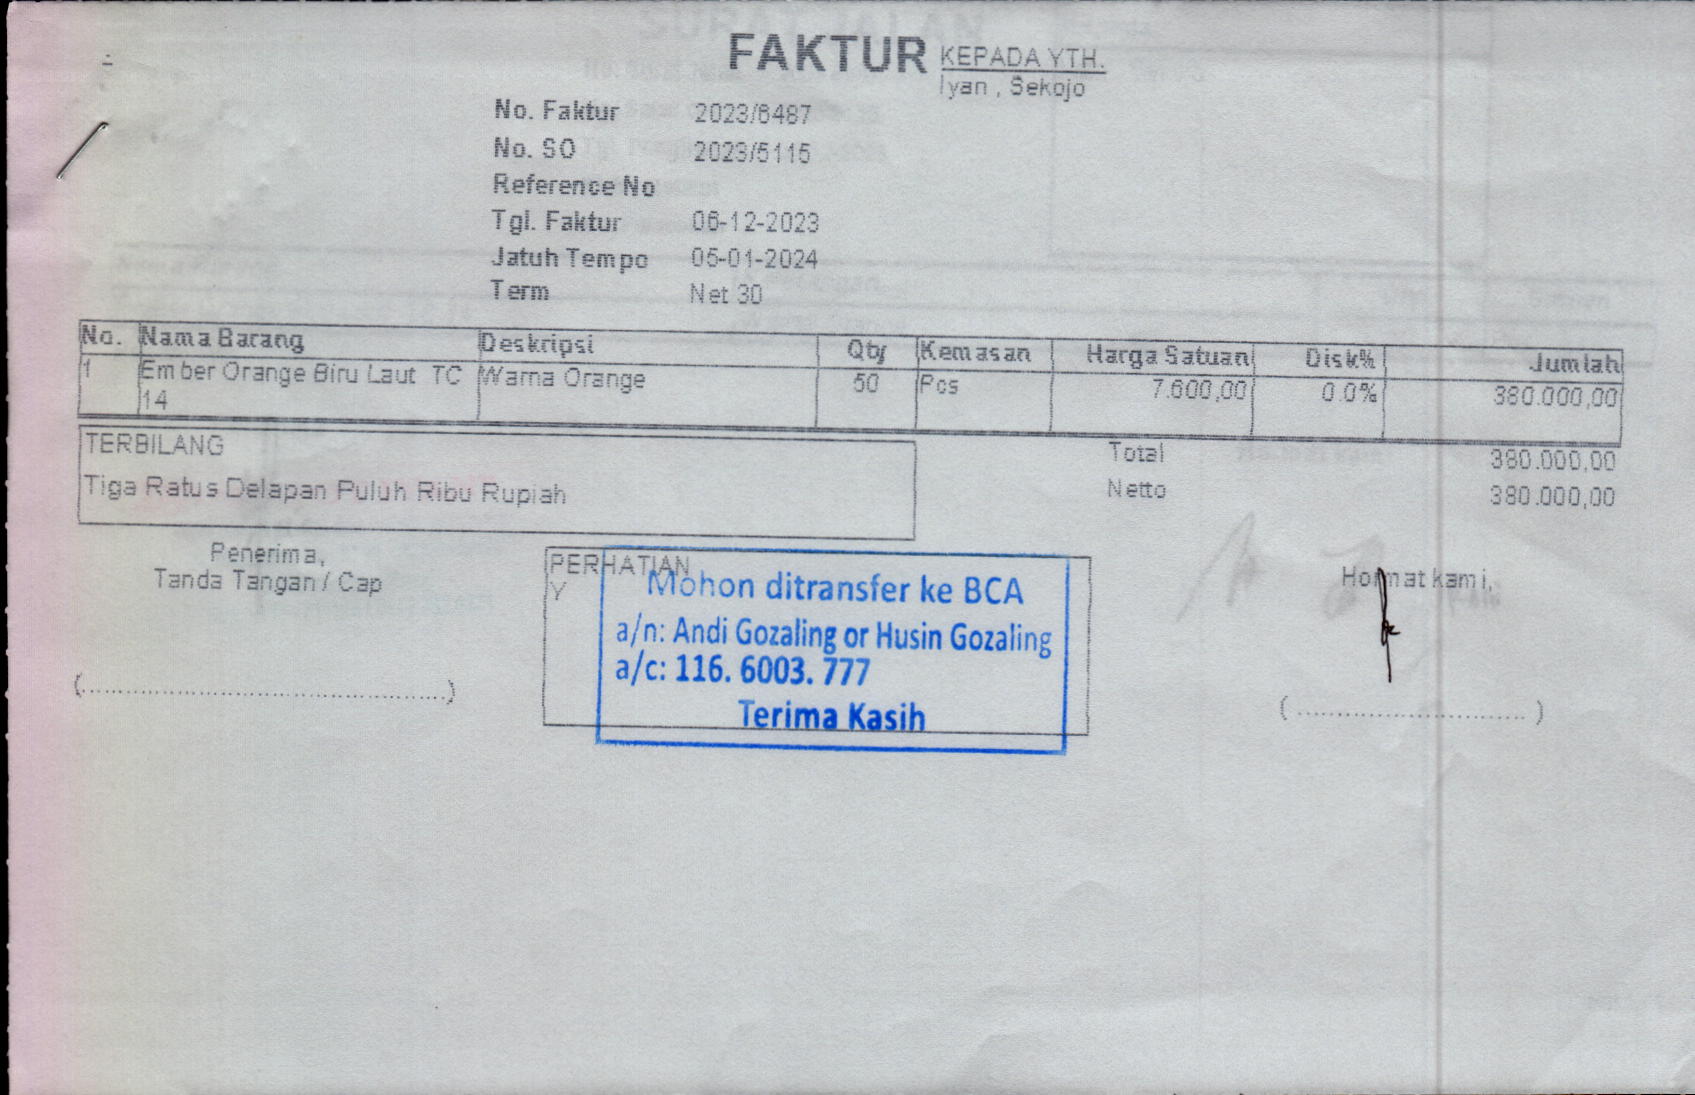 FAKTUR
KEPADA YTH.
Iyan , Sekojo
No. Faktur 2023/6487
No. SO 2023/5115
Reference No
Tgl. Faktur 06-12-2023
Jatuh Tempo 05-01-2024
Term Net 30
No. Nama Barang Deskripsi Qty Kemasan Harga Satuan Disk% Jumlah
1 Ember Orange Biru Laut TC Warna Orange 50 Pcs 7.600,00 0.0% 380.000,00
14
TERBILANG
Tiga Ratus Delapan Puluh Ribu Rupiah
Total 380.000,00
Netto 380.000,00
Penerima,
Tanda Tangan / Cap
(........................................................)
PERHATIAN
Y
Mohon ditransfer ke BCA
a/n: Andi Gozaling or Husin Gozaling
a/c: 116. 6003. 777
Terima Kasih
Hormat kami,
( .................................. )